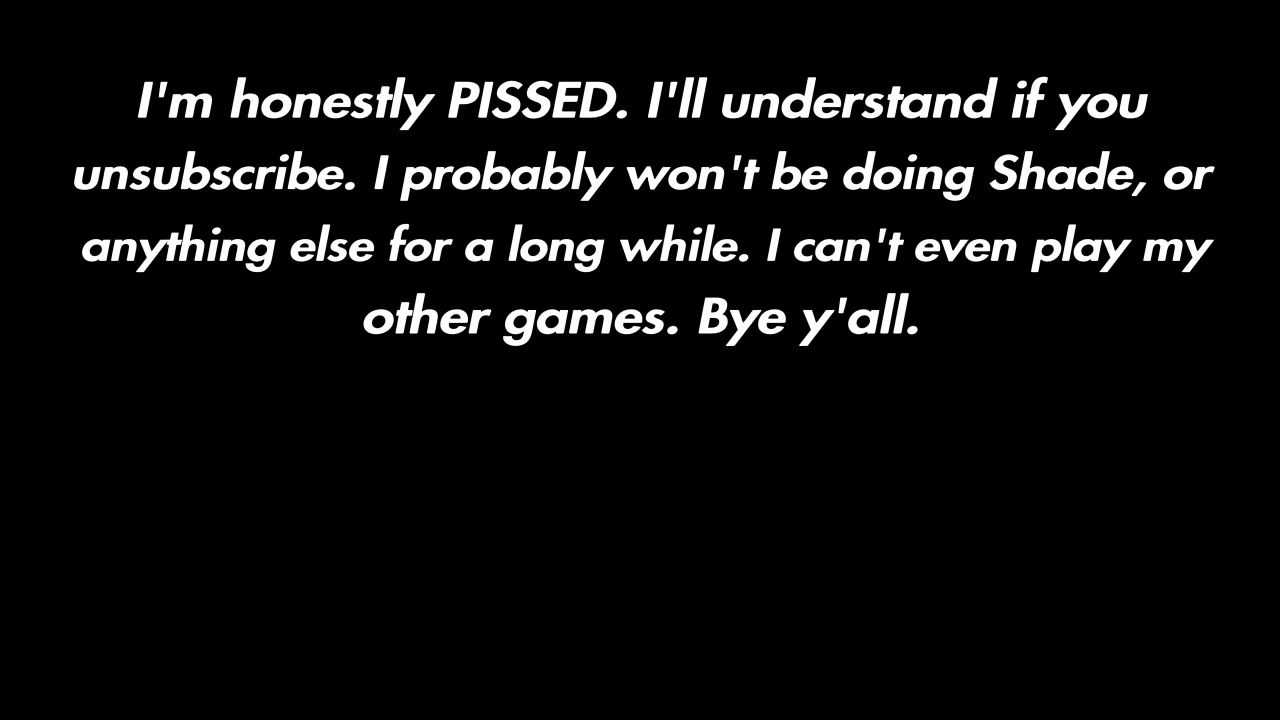 I'm honestly PISSED. I'll understand if you
unsubscribe. I probably won't be doing Shade, or
anything else for a long while. I can't even play my
other games. Bye y'all.